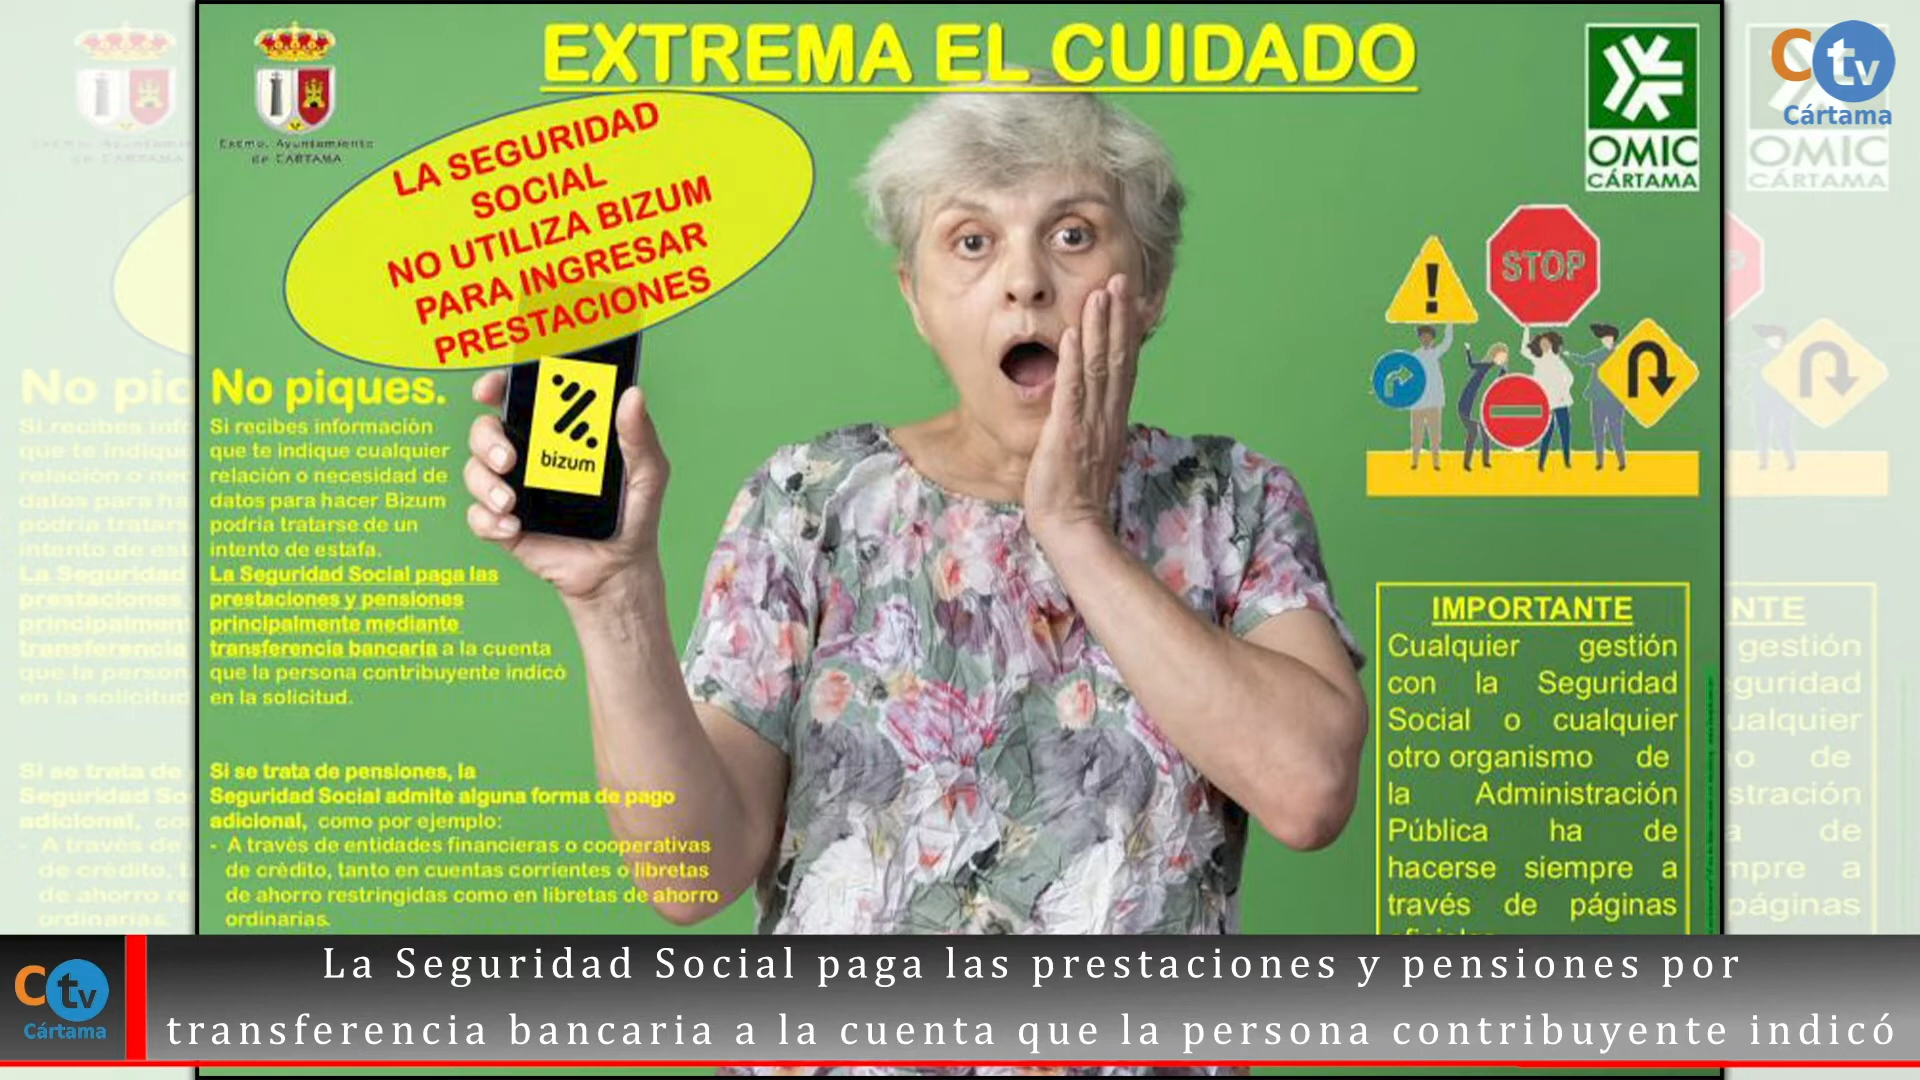 EXTREMA EL CUIDADO
Excmo. Ayuntamiento
de CÁRTAMA
LA SEGURIDAD
SOCIAL
NO UTILIZA BIZUM
PARA INGRESAR
PRESTACIONES
OMIC
CÁRTAMA
Ctv
Cártama
STOP
!
bizum
No piques.
Si recibes información
que te indique cualquier
relación o necesidad de
datos para hacer Bizum
podría tratarse de un
intento de estafa.
La Seguridad Social paga las
prestaciones y pensiones
principalmente mediante
transferencia bancaria a la cuenta
que la persona contribuyente indicó
en la solicitud.
Si se trata de pensiones, la
Seguridad Social admite alguna forma de pago
adicional, como por ejemplo:
- A través de entidades financieras o cooperativas
de crédito, tanto en cuentas corrientes o libretas
de ahorro restringidas como en libretas de ahorro
ordinarias.
IMPORTANTE
Cualquier gestión
con la Seguridad
Social o cualquier
otro organismo de
la Administración
Pública ha de
hacerse siempre a
través de páginas
Ctv
Cártama
La Seguridad Social paga las prestaciones y pensiones por
transferencia bancaria a la cuenta que la persona contribuyente indicó